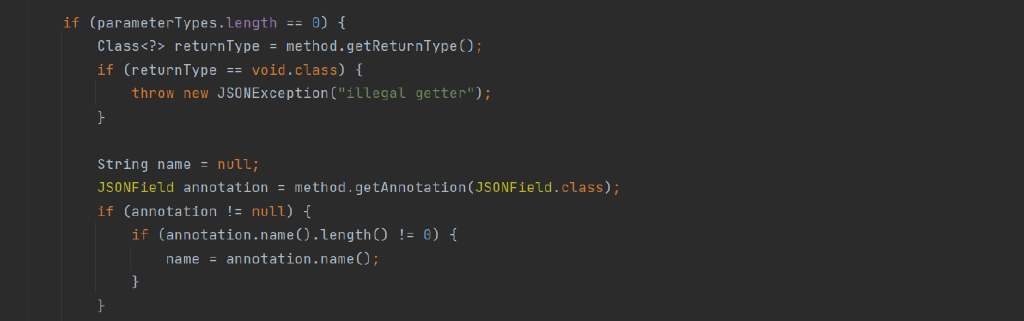 if (parameterTypes.length == 0) {
    Class<?> returnType = method.getReturnType();
    if (returnType == void.class) {
        throw new JSONException("illegal getter");
    }

    String name = null;
    JSONField annotation = method.getAnnotation(JSONField.class);
    if (annotation != null) {
        if (annotation.name().length() != 0) {
            name = annotation.name();
        }
    }